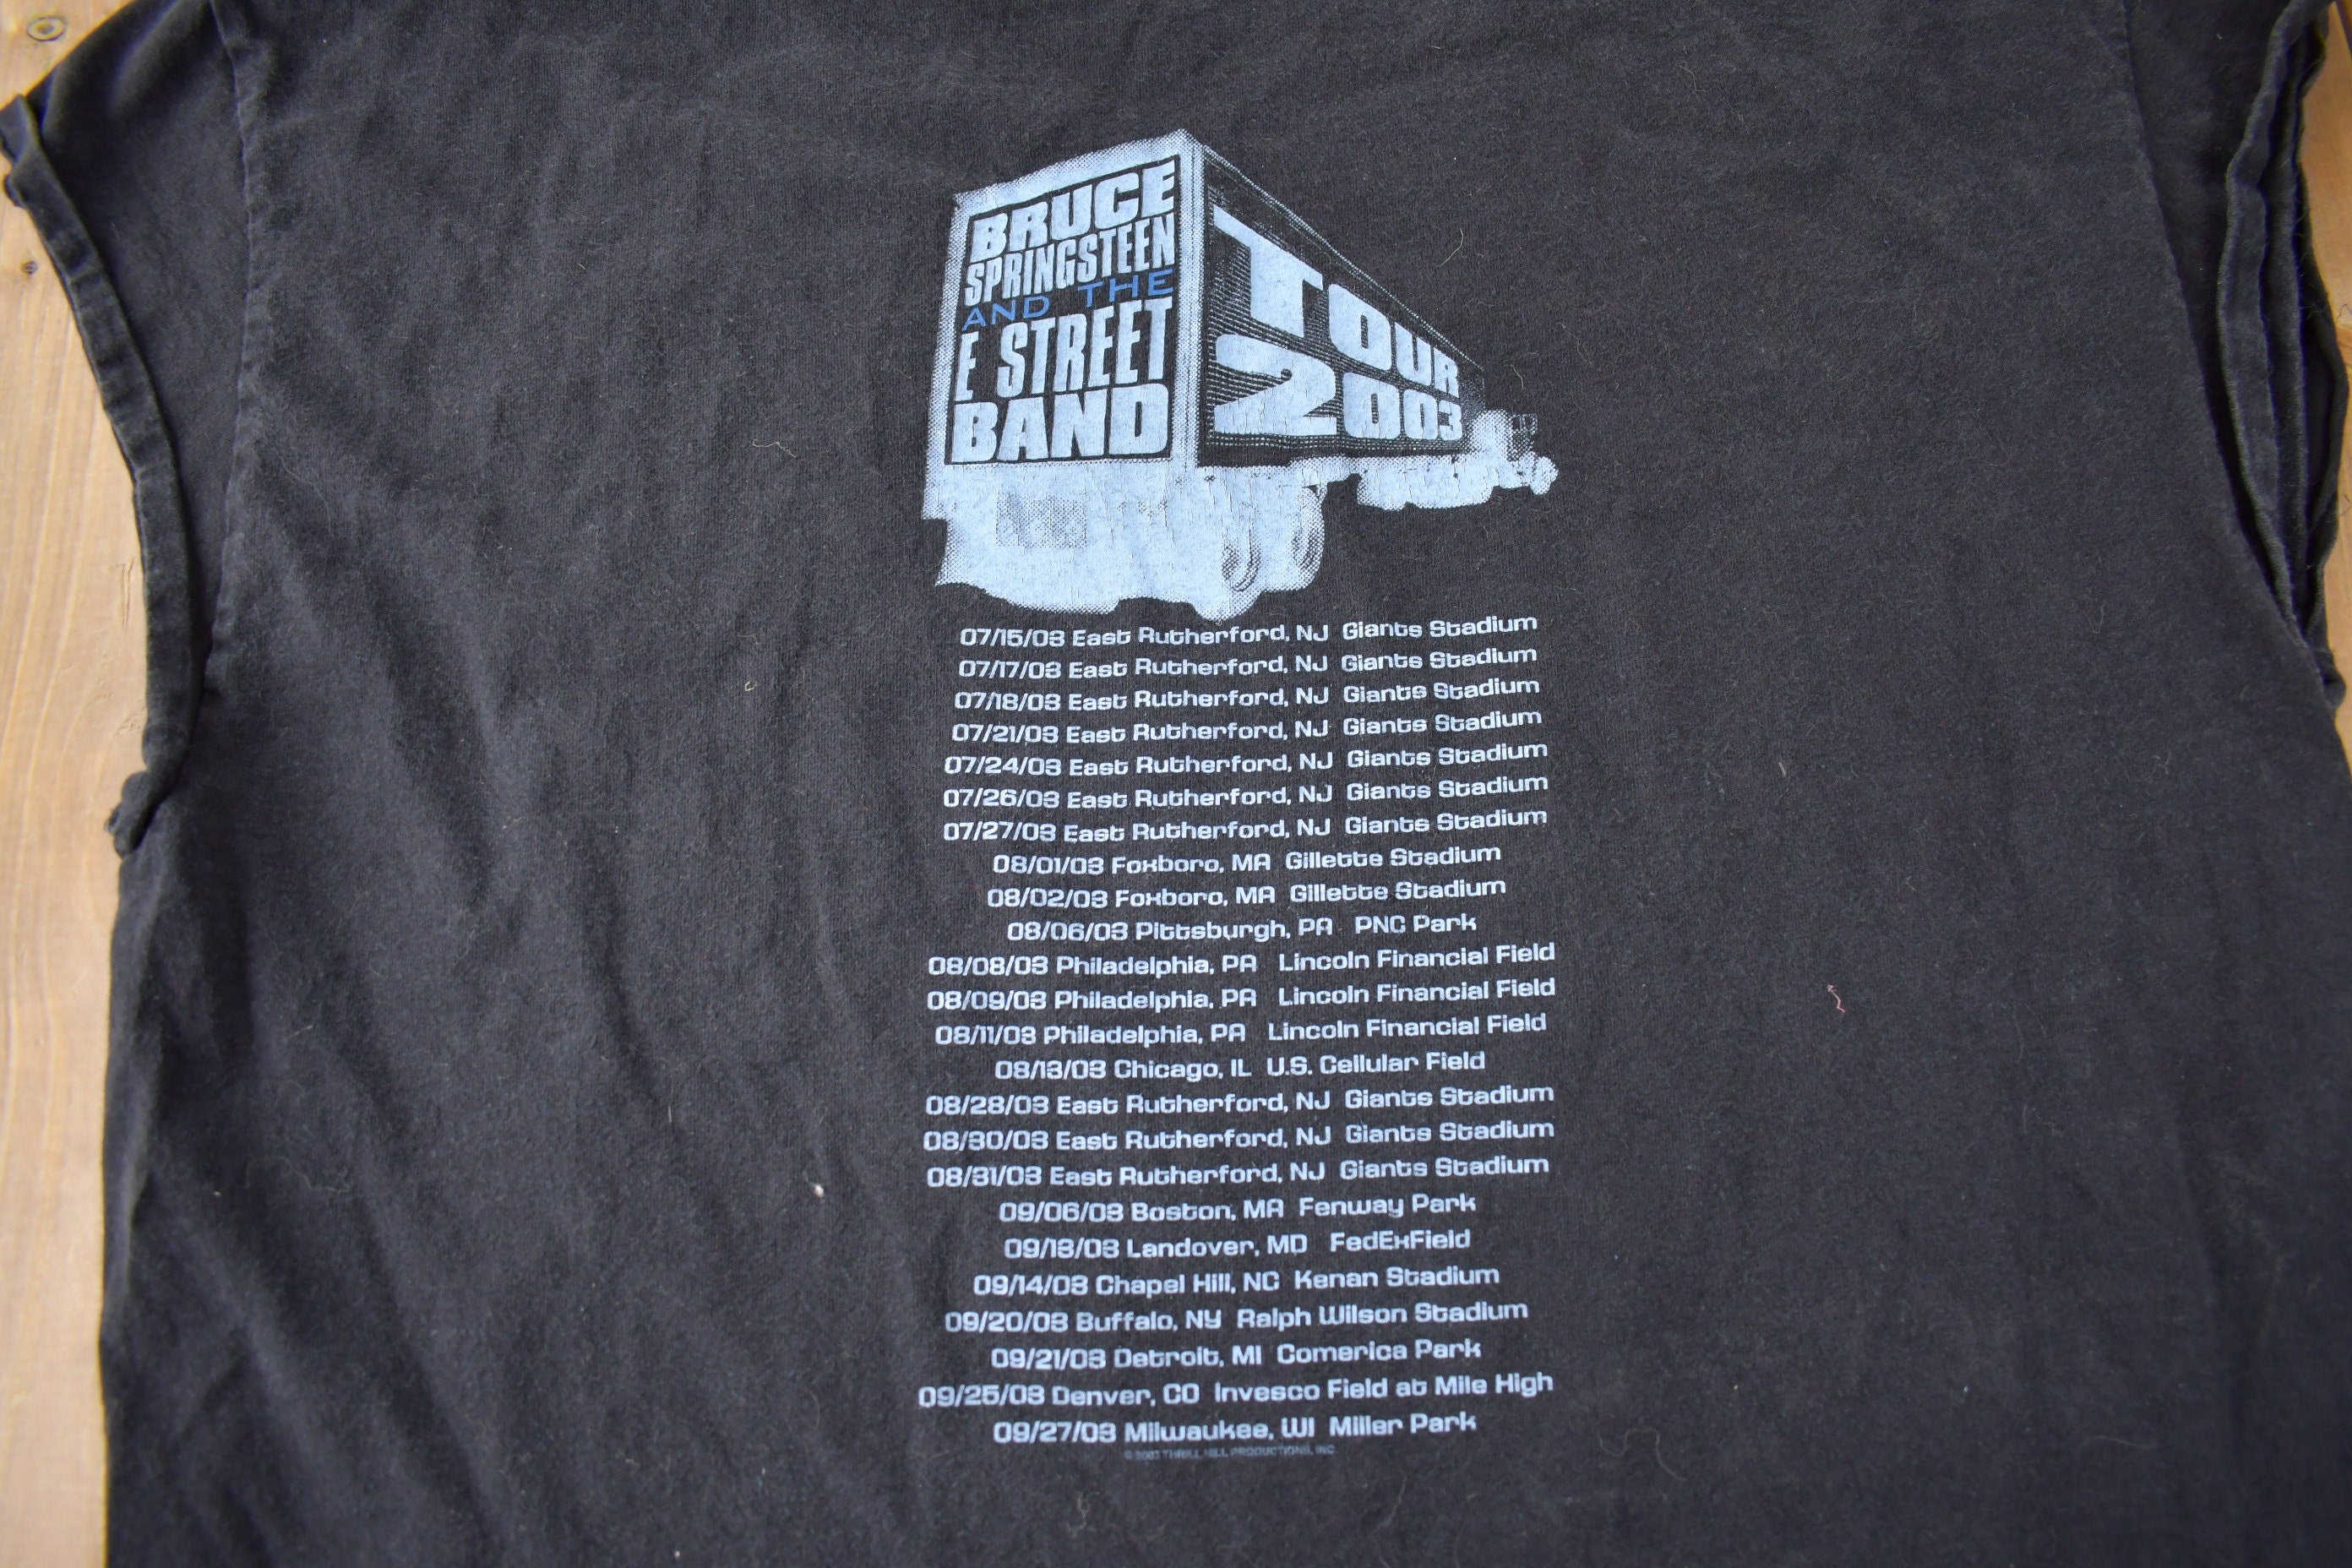 BRUCE
SPRINGSTEEN
AND THE
E STREET
BAND
TOUR
2003
07/15/03 East Rutherford, NJ Giants Stadium
07/17/03 East Rutherford, NJ Giants Stadium
07/18/03 East Rutherford, NJ Giants Stadium
07/21/03 East Rutherford, NJ Giants Stadium
07/24/03 East Rutherford, NJ Giants Stadium
07/26/03 East Rutherford, NJ Giants Stadium
07/27/03 East Rutherford, NJ Giants Stadium
08/01/03 Foxboro, MA Gillette Stadium
08/02/03 Foxboro, MA Gillette Stadium
08/06/03 Pittsburgh, PA PNC Park
08/08/03 Philadelphia, PA Lincoln Financial Field
08/09/03 Philadelphia, PA Lincoln Financial Field
08/11/03 Philadelphia, PA Lincoln Financial Field
08/13/03 Chicago, IL U.S. Cellular Field
08/28/03 East Rutherford, NJ Giants Stadium
08/30/03 East Rutherford, NJ Giants Stadium
08/31/03 East Rutherford, NJ Giants Stadium
09/06/03 Boston, MA Fenway Park
09/13/03 Landover, MD FedExField
09/14/03 Chapel Hill, NC Kenan Stadium
09/20/03 Buffalo, NY Ralph Wilson Stadium
09/21/03 Detroit, MI Comerica Park
09/25/03 Denver, CO Invesco Field at Mile High
09/27/03 Milwaukee, WI Miller Park
© 2003 THRILL HILL PRODUCTIONS, INC.